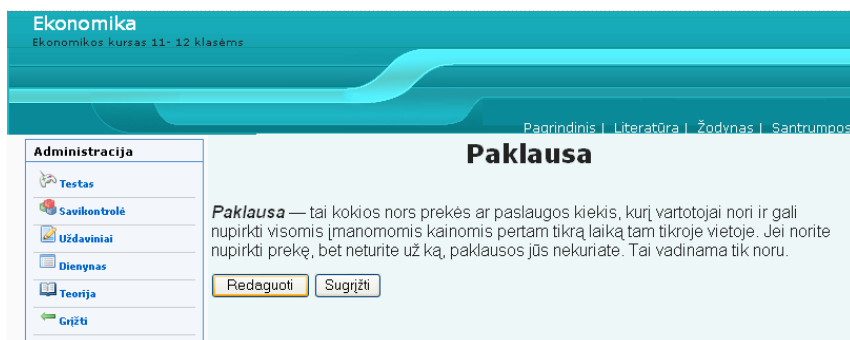 Ekonomika
Ekonomikos kursas 11- 12 klasėms
Pagrindinis | Literatūra | Žodynas | Santrumpos
Administracija
Testas
Savikontrolė
Uždaviniai
Dienynas
Teorija
Grįžti
Paklausa
Paklausa — tai kokios nors prekės ar paslaugos kiekis, kurį vartotojai nori ir gali
nupirkti visomis įmanomomis kainomis pertam tikrą laiką tam tikroje vietoje. Jei norite
nupirkti prekę, bet neturite už ką, paklausos jūs nekuriate. Tai vadinama tik noru.
Redaguoti Sugrįžti